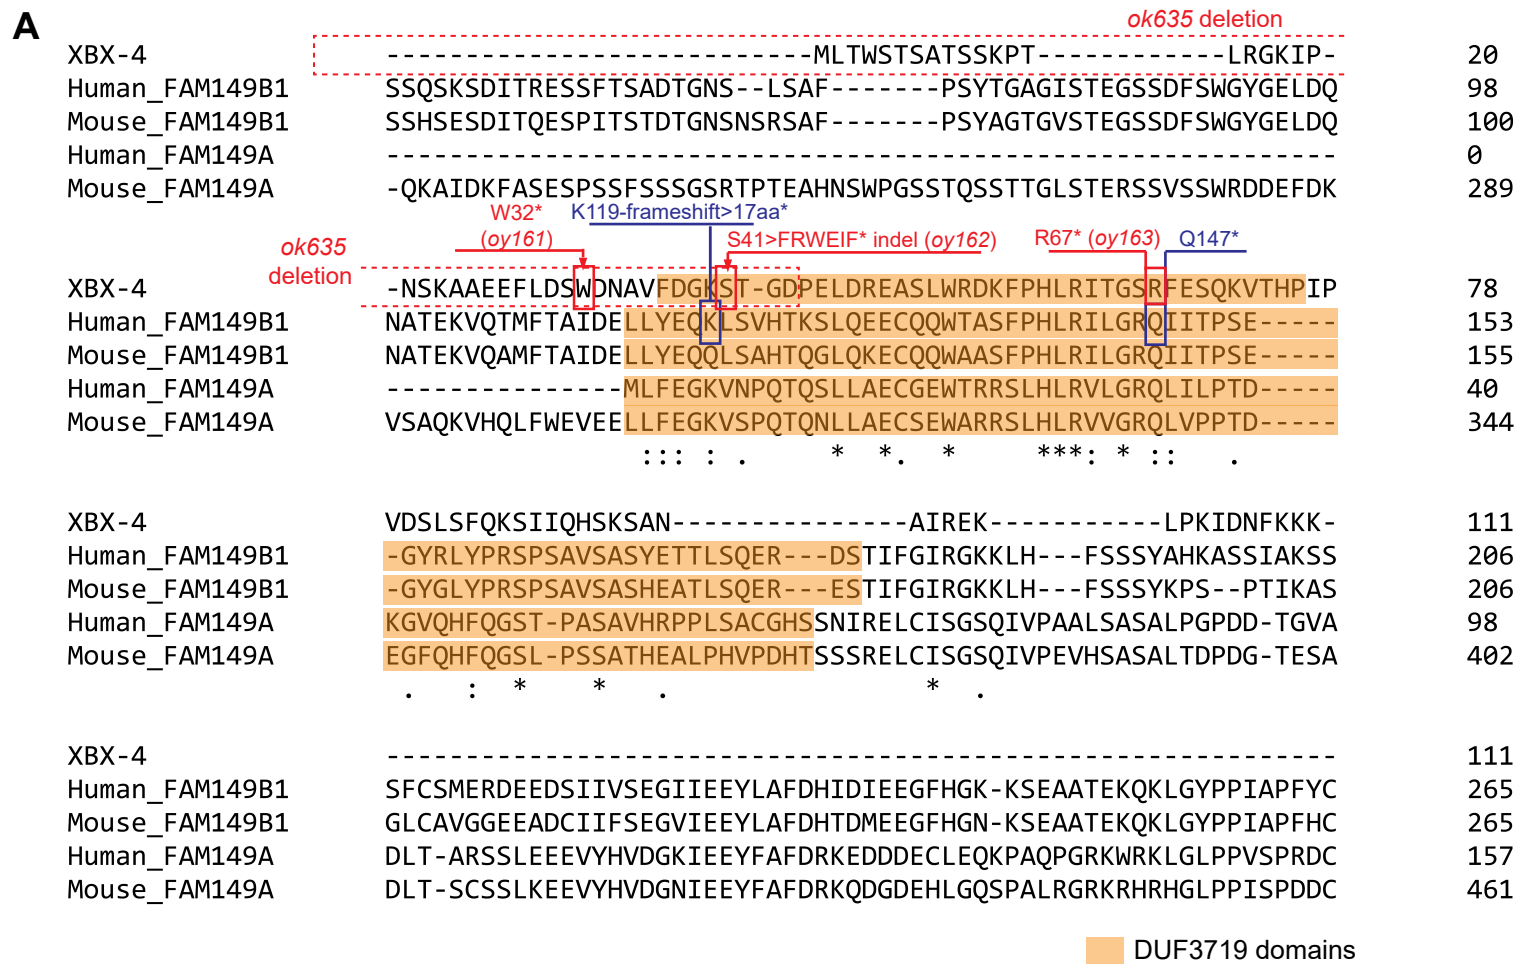 A
ok635 deletion
XBX-4 ---------------------------MLTWSTSATSSKPT------------LRGKIP- 20
Human_FAM149B1 SSQSKSDITRESSFTSADTGNS--LSAF-------PSYTGAGISTEGSSDFSWGYGELDQ 98
Mouse_FAM149B1 SSHSESDITQESPITSTDTGNSNSRSAF-------PSYAGTGVSTEGSSDFSWGYGELDQ 100
Human_FAM149A ------------------------------------------------------------ 0
Mouse_FAM149A -QKAIDKFASESPSSFSSSGSRTPTEAHNSWPGSSTQSSTTGLSTERSSVSSWRDDEFDK 289
W32* K119-frameshift>17aa*
ok635 deletion (oy161) S41>FRWEIF* indel (oy162) R67* (oy163) Q147*
XBX-4 -NSKAAEEFLDSWDNAVFDGKST-GDPELDREASLWRDKFPHLRITGSRFESQKVTHPIP 78
Human_FAM149B1 NATEKVQTMFTAIDELLYEQKLSVHTKSLQEECQQWTASFPHLRILGRQIITPSE----- 153
Mouse_FAM149B1 NATEKVQAMFTAIDELLYEQQLSAHTQGLQKECQQWAASFPHLRILGRQIITPSE----- 155
Human_FAM149A ---------------MLFEGKVNPQTQSLLAECGEWTRRSLHLRVLGRQLILPTD----- 40
Mouse_FAM149A VSAQKVHQLFWEVEELLFEGKVSPQTQNLLAECSEWARRSLHLRVVGRQLVPPTD----- 344
::: : .     *  *.  *     ***: * ::   .
XBX-4 VDSLSFQKSIIQHSKSAN---------------AIREK-----------LPKIDNFKKK- 111
Human_FAM149B1 -GYRLYPRSPSAVSASYETTLSQER---DSTIFGIRGKKLH---FSSSYAHKASSIAKSS 206
Mouse_FAM149B1 -GYGLYPRSPSAVSASHEATLSQER---ESTIFGIRGKKLH---FSSSYKPS--PTIKAS 206
Human_FAM149A KGVQHFQGST-PASAVHRPPLSACGHSSNIRELCISGSQIVPAALSASALPGPDD-TGVA 98
Mouse_FAM149A EGFQHFQGSL-PSSATHEALPHVPDHTSSSRELCISGSQIVPEVHSASALTDPDG-TESA 402
.   :  *    *   .                *  .
XBX-4 ------------------------------------------------------------ 111
Human_FAM149B1 SFCSMERDEEDSIIVSEGIIEEYLAFDHIDIEEGFHGK-KSEAATEKQKLGYPPIAPFYC 265
Mouse_FAM149B1 GLCAVGGEEADCIIFSEGVIEEYLAFDHTDMEEGFHGN-KSEAATEKQKLGYPPIAPFHC 265
Human_FAM149A DLT-ARSSLEEEVYHVDGKIEEYFAFDRKEDDDECLEQKPAQPGRKWRKLGLPPVSPRDC 157
Mouse_FAM149A DLT-SCSSLKEEVYHVDGNIEEYFAFDRKQDGDEHLGQSPALRGRKRHRHGLPPISPDDC 461
DUF3719 domains